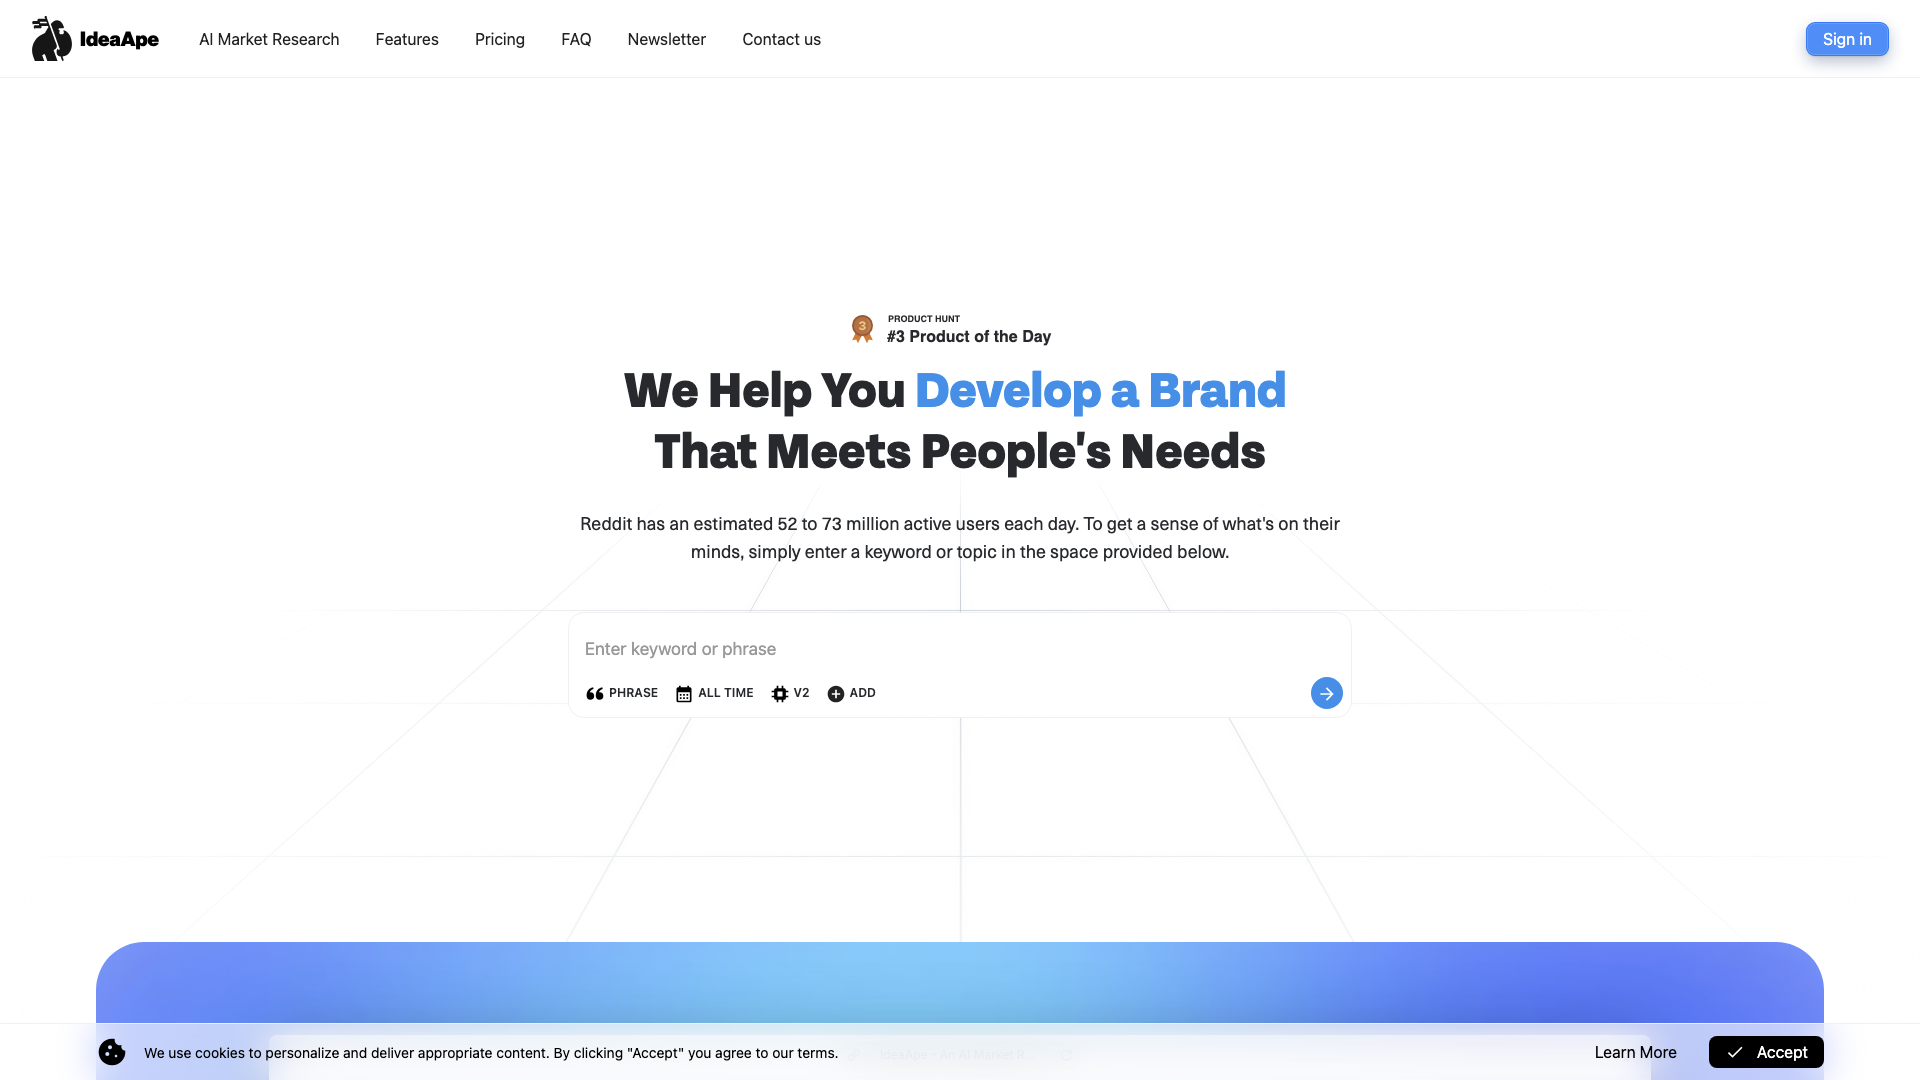 IdeaApe
AI Market Research
Features
Pricing
FAQ
Newsletter
Contact us
Sign in
3
PRODUCT HUNT
#3 Product of the Day
We Help You Develop a Brand
That Meets People's Needs
Reddit has an estimated 52 to 73 million active users each day. To get a sense of what's on their
minds, simply enter a keyword or topic in the space provided below.
Enter keyword or phrase
PHRASE
ALL TIME
V2
ADD
We use cookies to personalize and deliver appropriate content. By clicking "Accept" you agree to our terms.
Learn More
Accept